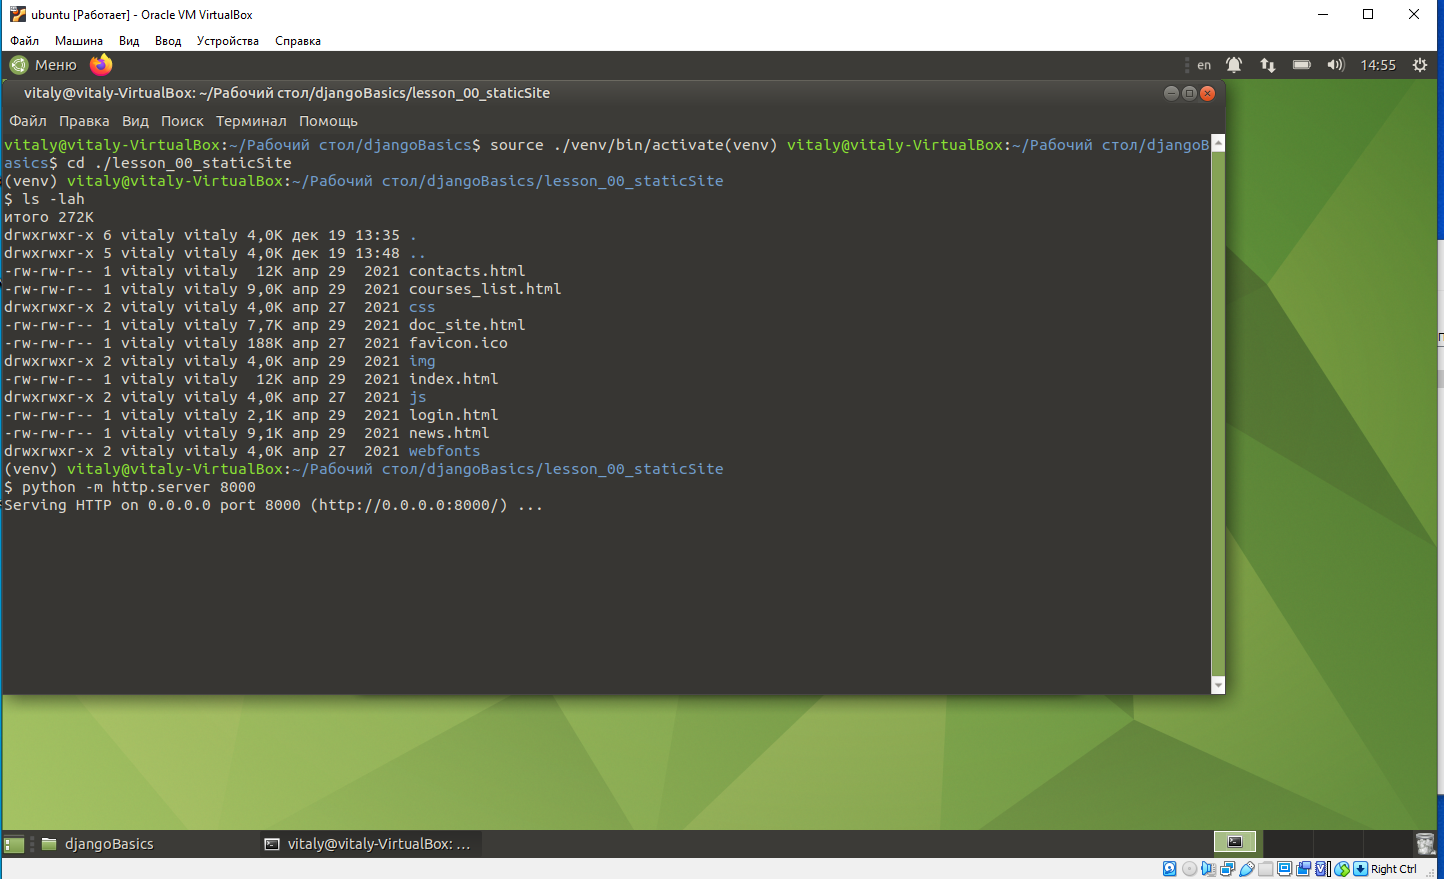 ubuntu [Работает] - Oracle VM VirtualBox
Файл Машина Вид Ввод Устройства Справка
Меню en 14:55
vitaly@vitaly-VirtualBox: ~/Рабочий стол/djangoBasics/lesson_00_staticSite
Файл Правка Вид Поиск Терминал Помощь
vitaly@vitaly-VirtualBox:~/Рабочий стол/djangoBasics$ source ./venv/bin/activate(venv) vitaly@vitaly-VirtualBox:~/Рабочий стол/djangoB
asics$ cd ./lesson_00_staticSite
(venv) vitaly@vitaly-VirtualBox:~/Рабочий стол/djangoBasics/lesson_00_staticSite
$ ls -lah
итого 272K
drwxrwxr-x 6 vitaly vitaly 4,0K дек 19 13:35 .
drwxrwxr-x 5 vitaly vitaly 4,0K дек 19 13:48 ..
-rw-rw-r-- 1 vitaly vitaly  12K апр 29  2021 contacts.html
-rw-rw-r-- 1 vitaly vitaly 9,0K апр 29  2021 courses_list.html
drwxrwxr-x 2 vitaly vitaly 4,0K апр 27  2021 css
-rw-rw-r-- 1 vitaly vitaly 7,7K апр 29  2021 doc_site.html
-rw-rw-r-- 1 vitaly vitaly 188K апр 27  2021 favicon.ico
drwxrwxr-x 2 vitaly vitaly 4,0K апр 29  2021 img
-rw-rw-r-- 1 vitaly vitaly  12K апр 29  2021 index.html
drwxrwxr-x 2 vitaly vitaly 4,0K апр 27  2021 js
-rw-rw-r-- 1 vitaly vitaly 2,1K апр 29  2021 login.html
-rw-rw-r-- 1 vitaly vitaly 9,1K апр 29  2021 news.html
drwxrwxr-x 2 vitaly vitaly 4,0K апр 27  2021 webfonts
(venv) vitaly@vitaly-VirtualBox:~/Рабочий стол/djangoBasics/lesson_00_staticSite
$ python -m http.server 8000
Serving HTTP on 0.0.0.0 port 8000 (http://0.0.0.0:8000/) ...
djangoBasics vitaly@vitaly-VirtualBox: ...
Right Ctrl